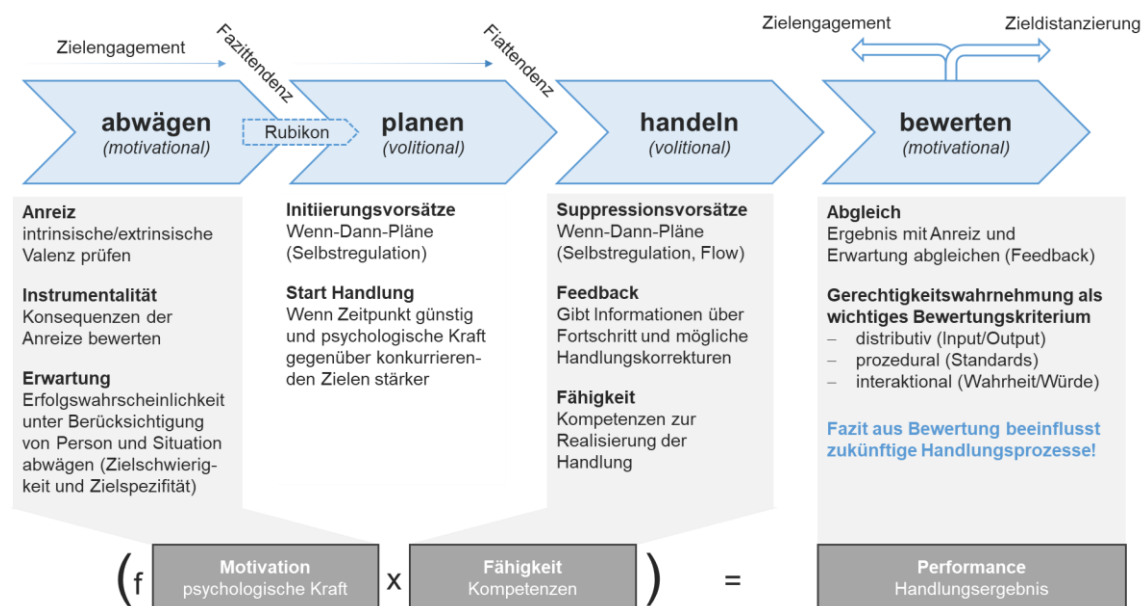 Zielengagement
Fazittendenz
Fiattendenz
Zielengagement
Zieldistanzierung
abwägen
(motivational)
Rubikon
planen
(volitional)
handeln
(volitional)
bewerten
(motivational)
Anreiz
intrinsische/extrinsische
Valenz prüfen
Instrumentalität
Konsequenzen der
Anreize bewerten
Erwartung
Erfolgswahrscheinlichkeit
unter Berücksichtigung
von Person und Situation
abwägen (Zielschwierig-
keit und Zielspezifität)
Initiierungsvorsätze
Wenn-Dann-Pläne
(Selbstregulation)
Start Handlung
Wenn Zeitpunkt günstig
und psychologische Kraft
gegenüber konkurrieren-
den Zielen stärker
Suppressionsvorsätze
Wenn-Dann-Pläne
(Selbstregulation, Flow)
Feedback
Gibt Informationen über
Fortschritt und mögliche
Handlungskorrekturen
Fähigkeit
Kompetenzen zur
Realisierung der
Handlung
Abgleich
Ergebnis mit Anreiz und
Erwartung abgleichen (Feedback)
Gerechtigkeitswahrnehmung als
wichtiges Bewertungskriterium
– distributiv (Input/Output)
– prozedural (Standards)
– interaktional (Wahrheit/Würde)
Fazit aus Bewertung beeinflusst
zukünftige Handlungsprozesse!
( f
Motivation
psychologische Kraft
x
Fähigkeit
Kompetenzen
)
=
Performance
Handlungsergebnis